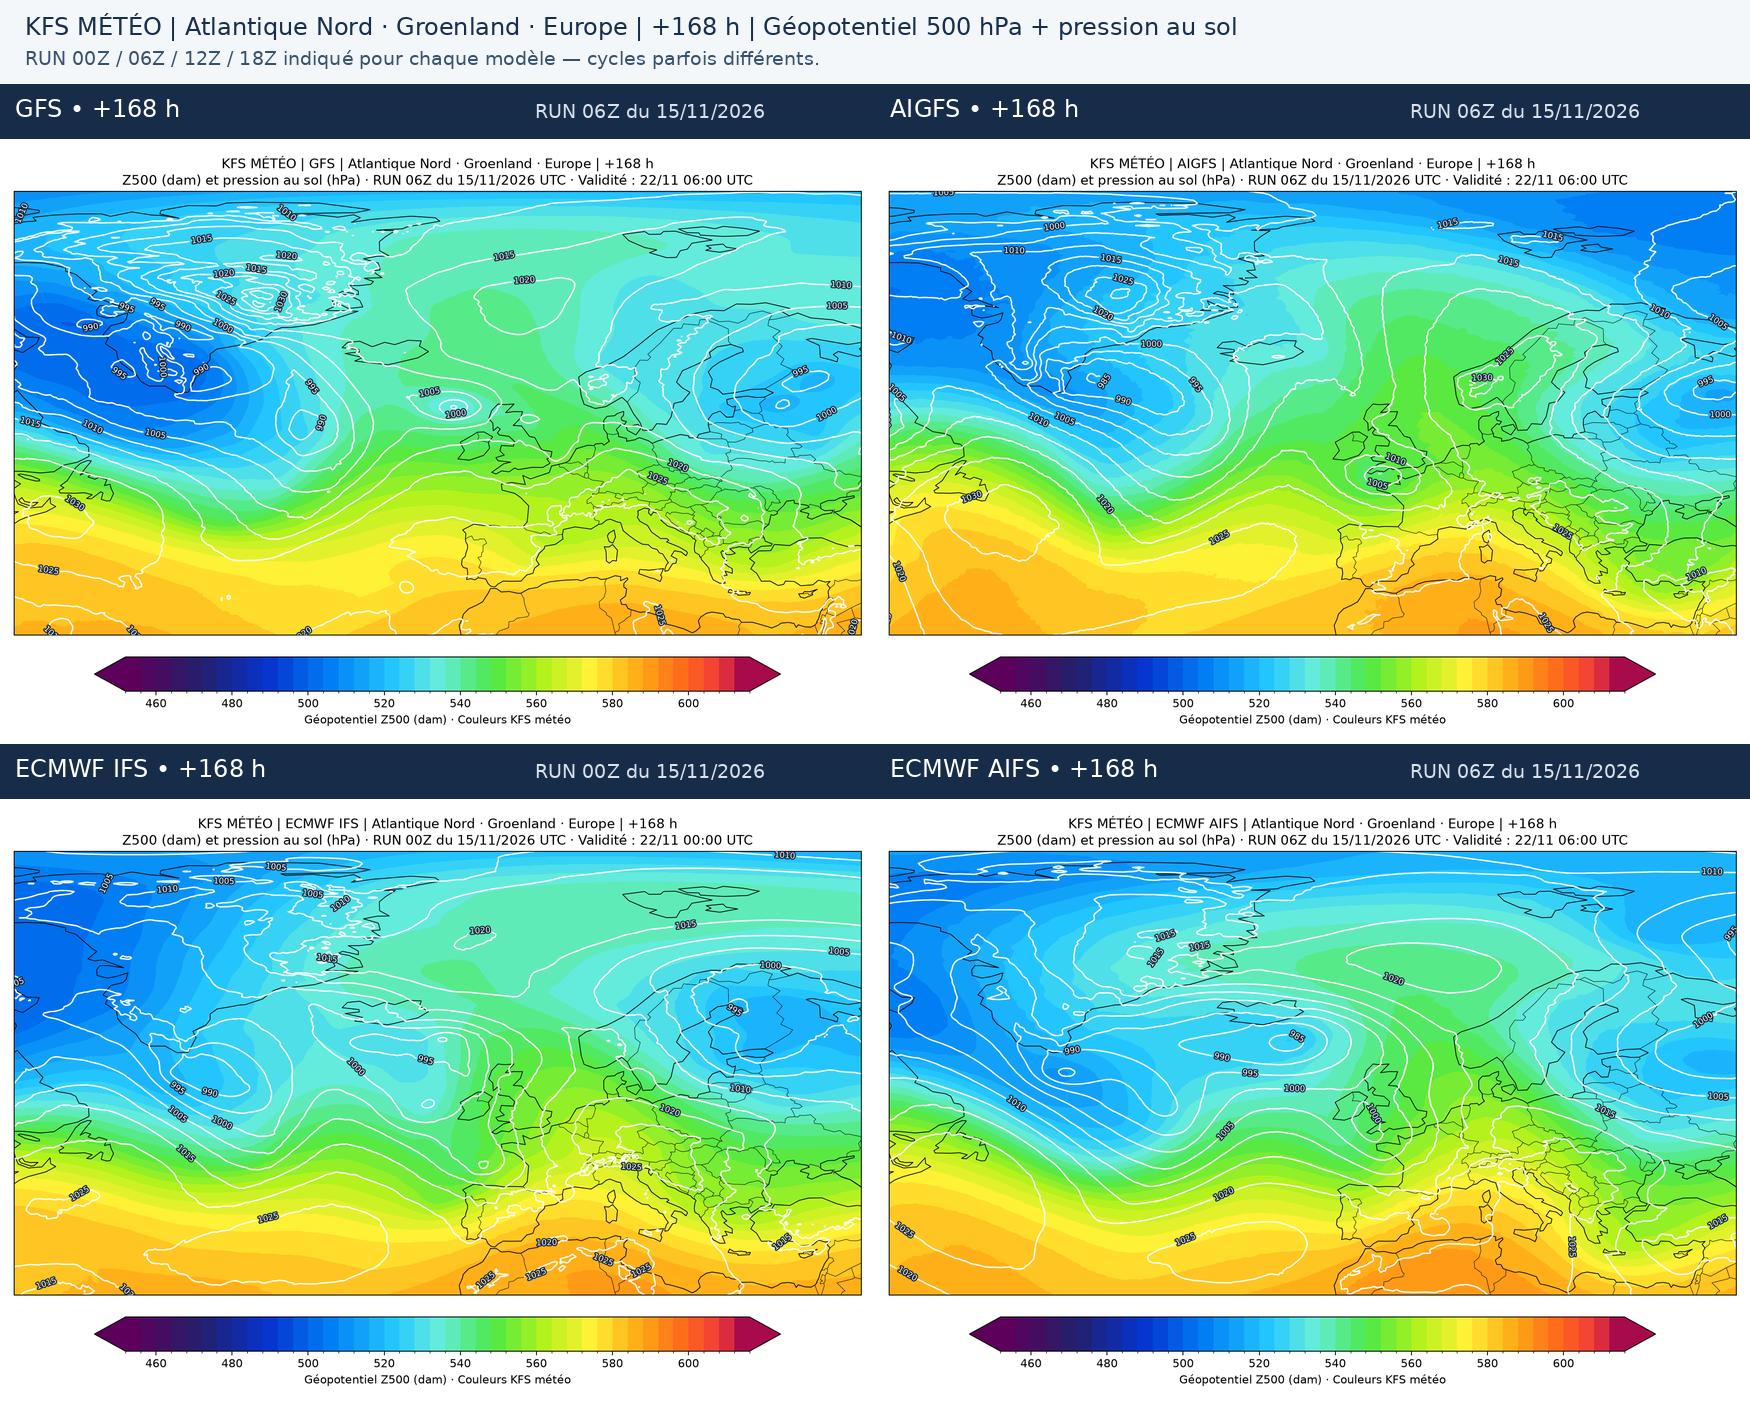 KFS MÉTÉO | Atlantique Nord · Groenland · Europe | +168 h | Géopotentiel 500 hPa + pression au sol
RUN 00Z / 06Z / 12Z / 18Z indiqué pour chaque modèle — cycles parfois différents.
GFS • +168 h
RUN 06Z du 15/11/2026
KFS MÉTÉO | GFS | Atlantique Nord · Groenland · Europe | +168 h
Z500 (dam) et pression au sol (hPa) · RUN 06Z du 15/11/2026 UTC · Validité : 22/11 06:00 UTC
460 480 500 520 540 560 580 600
Géopotentiel Z500 (dam) · Couleurs KFS météo
AIGFS • +168 h
RUN 06Z du 15/11/2026
KFS MÉTÉO | AIGFS | Atlantique Nord · Groenland · Europe | +168 h
Z500 (dam) et pression au sol (hPa) · RUN 06Z du 15/11/2026 UTC · Validité : 22/11 06:00 UTC
460 480 500 520 540 560 580 600
Géopotentiel Z500 (dam) · Couleurs KFS météo
ECMWF IFS • +168 h
RUN 00Z du 15/11/2026
KFS MÉTÉO | ECMWF IFS | Atlantique Nord · Groenland · Europe | +168 h
Z500 (dam) et pression au sol (hPa) · RUN 00Z du 15/11/2026 UTC · Validité : 22/11 00:00 UTC
460 480 500 520 540 560 580 600
Géopotentiel Z500 (dam) · Couleurs KFS météo
ECMWF AIFS • +168 h
RUN 06Z du 15/11/2026
KFS MÉTÉO | ECMWF AIFS | Atlantique Nord · Groenland · Europe | +168 h
Z500 (dam) et pression au sol (hPa) · RUN 06Z du 15/11/2026 UTC · Validité : 22/11 06:00 UTC
460 480 500 520 540 560 580 600
Géopotentiel Z500 (dam) · Couleurs KFS météo